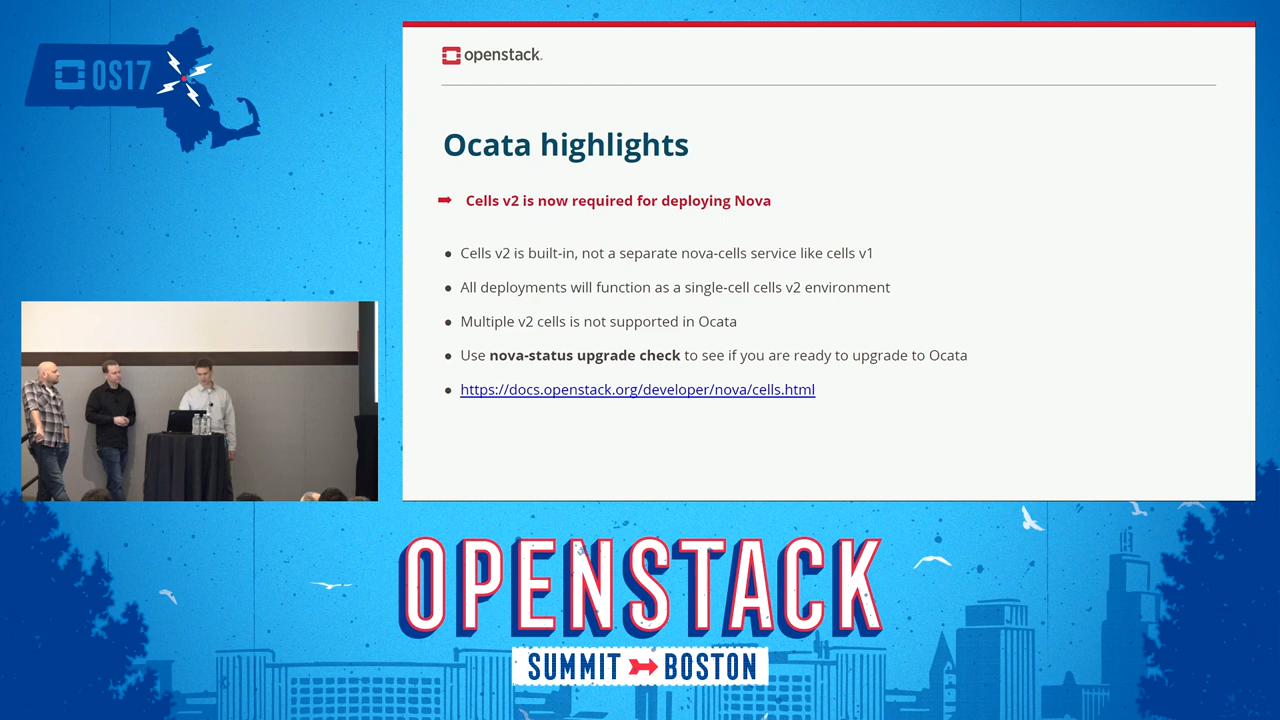 OS17
openstack.
Ocata highlights
Cells v2 is now required for deploying Nova
Cells v2 is built-in, not a separate nova-cells service like cells v1
All deployments will function as a single-cell cells v2 environment
Multiple v2 cells is not supported in Ocata
Use nova-status upgrade check to see if you are ready to upgrade to Ocata
https://docs.openstack.org/developer/nova/cells.html
OPENSTACK
SUMMIT BOSTON